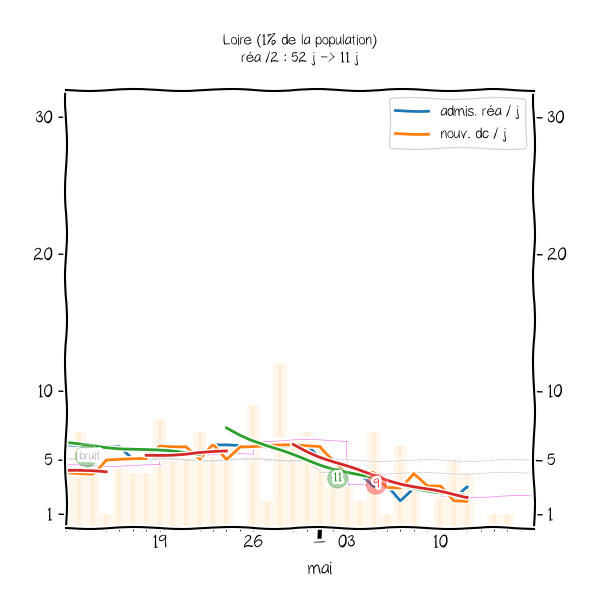 Loire (1% de la population)
réa /2 : 52 j -> 11 j
admis. réa / j
nouv. dc / j
30
30
20
20
10
10
5
5
1
1
bruit
11
9
19
26
03
10
mai